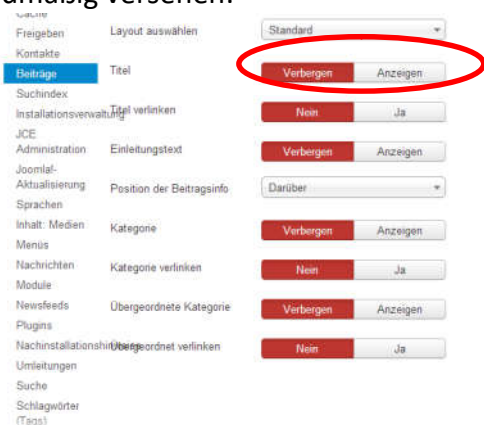 umäßig versehen.
Cache
Freigeben
Kontakte
Beiträge
Suchindex
Installationsverwaltung
JCE
Administration
Joomla!-
Aktualisierung
Sprachen
Inhalt: Medien
Menüs
Nachrichten
Module
Newsfeeds
Plugins
Nachinstallationshinweise
Umleitungen
Suche
Schlagwörter
(Tags)
Layout auswählen Standard
Titel Verbergen Anzeigen
Titel verlinken Nein Ja
Einleitungstext Verbergen Anzeigen
Position der Beitragsinfo Darüber
Kategorie Verbergen Anzeigen
Kategorie verlinken Nein Ja
Übergeordnete Kategorie Verbergen Anzeigen
Übergeordnet verlinken Nein Ja